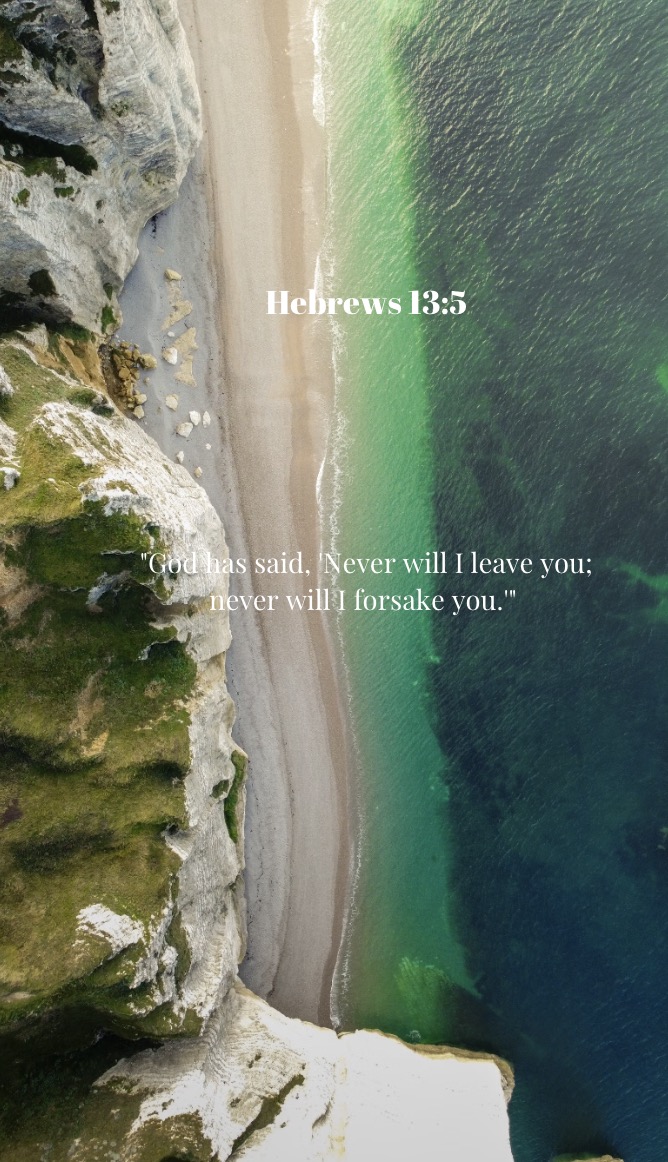 Hebrews 13:5
"God has said, 'Never will I leave you;
never will I forsake you.'"